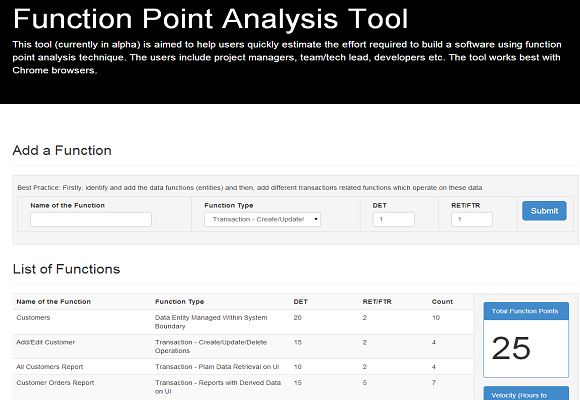 Function Point Analysis Tool
This tool (currently in alpha) is aimed to help users quickly estimate the effort required to build a software using function
point analysis technique. The users include project managers, team/tech lead, developers etc. The tool works best with
Chrome browsers.
Add a Function
Best Practice: Firstly, identify and add the data functions (entities) and then, add different transactions related functions which operate on these data.
Name of the Function Function Type DET RET/FTR
Transaction - Create/Update/ 1 1 Submit
List of Functions
Name of the Function Function Type DET RET/FTR Count
Customers Data Entity Managed Within System 20 2 10
Boundary
Add/Edit Customer Transaction - Create/Update/Delete 15 2 4
Operations
All Customers Report Transaction - Plain Data Retrieval on UI 10 2 4
Customer Orders Report Transaction - Reports with Derived Data 15 5 7
on UI
Total Function Points
25
Velocity (Hours to